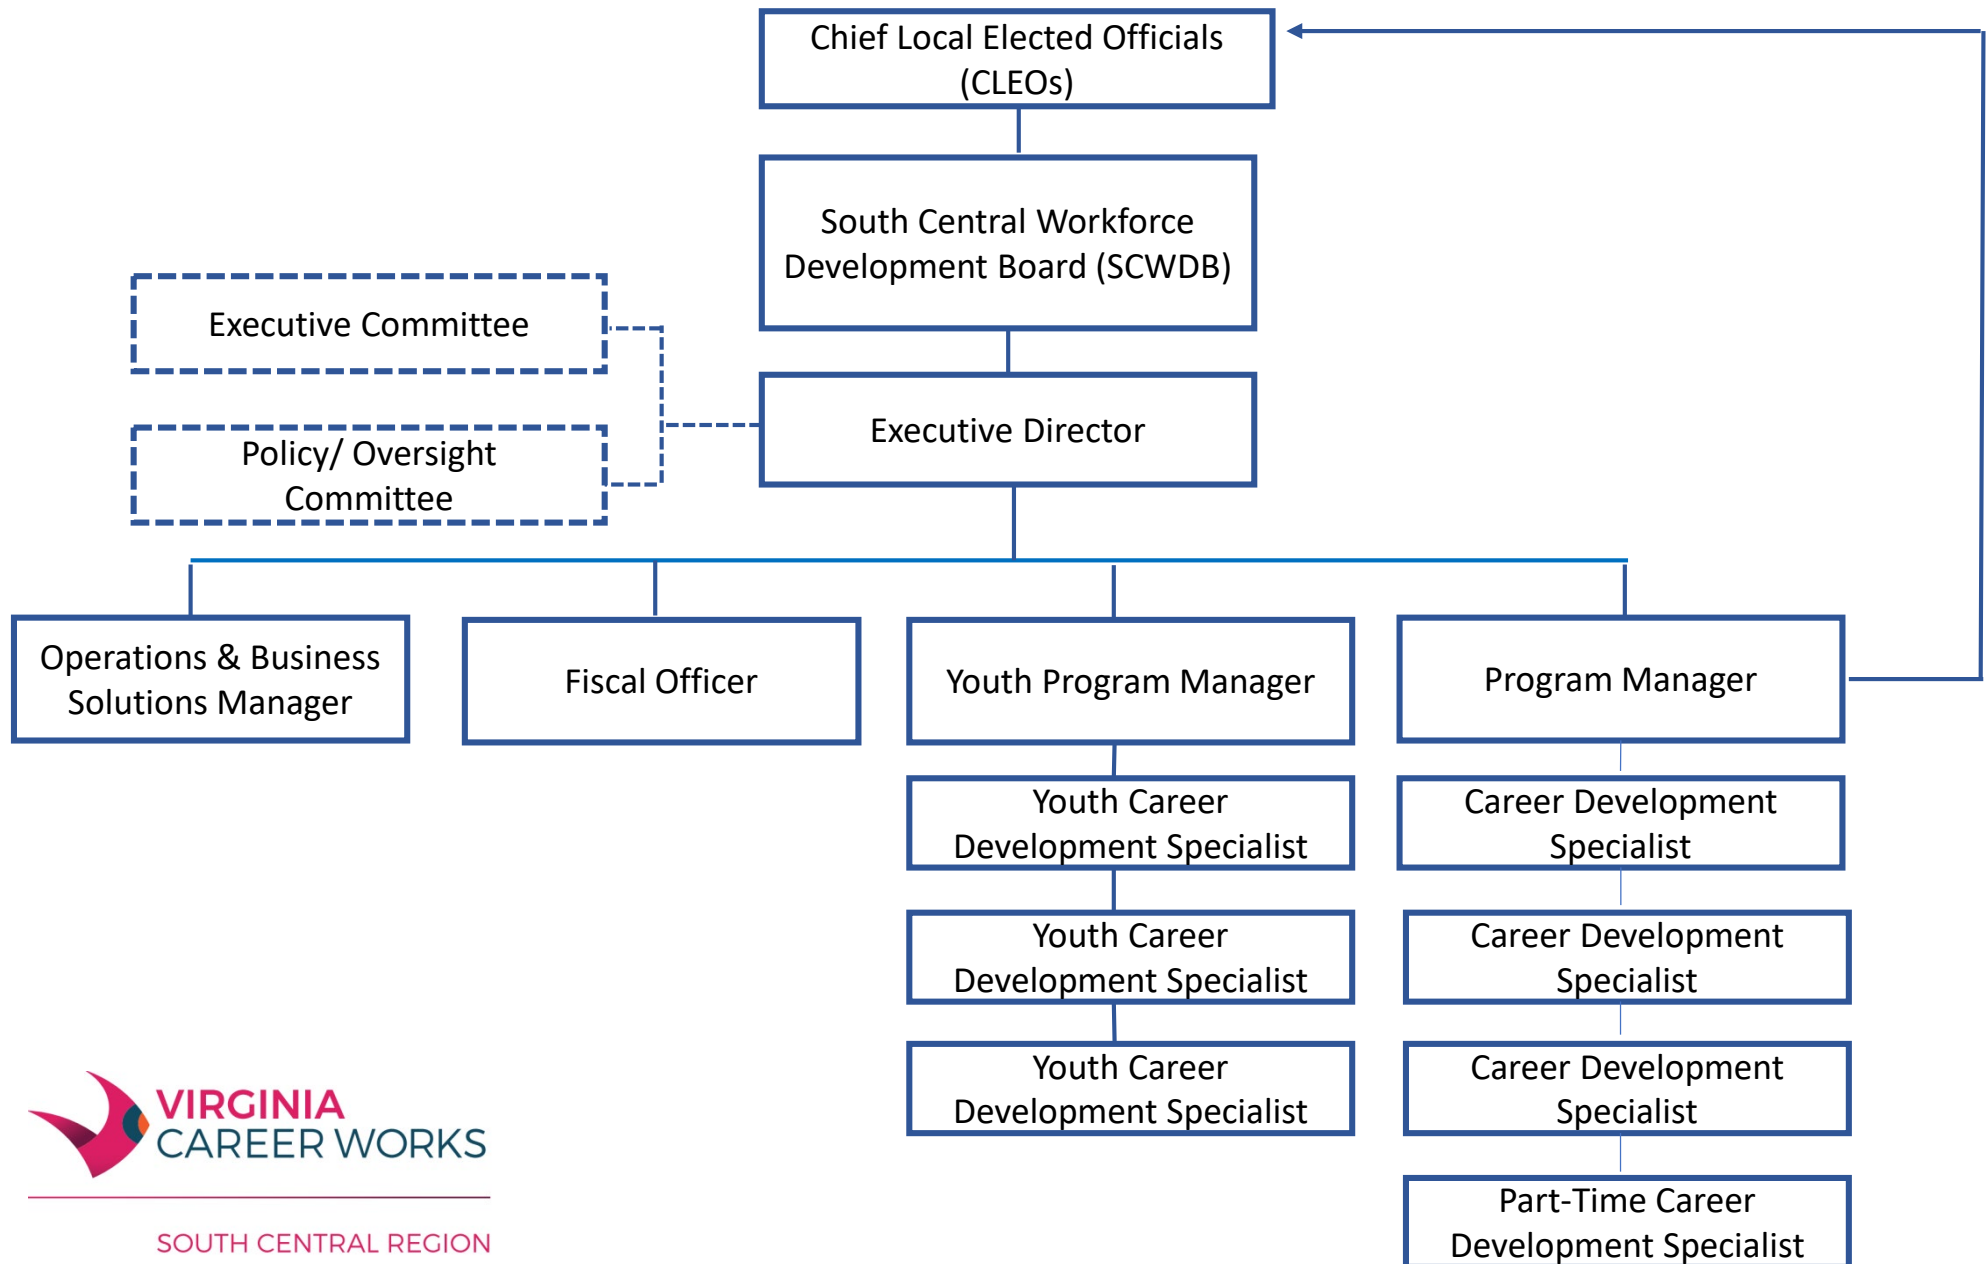 Chief Local Elected Officials
(CLEOs)
South Central Workforce
Development Board (SCWDB)
Executive Committee
Policy/ Oversight
Committee
Executive Director
Operations & Business
Solutions Manager
Fiscal Officer
Youth Program Manager
Program Manager
Youth Career
Development Specialist
Youth Career
Development Specialist
Youth Career
Development Specialist
Career Development
Specialist
Career Development
Specialist
Career Development
Specialist
Part-Time Career
Development Specialist
VIRGINIA
CAREER WORKS
SOUTH CENTRAL REGION